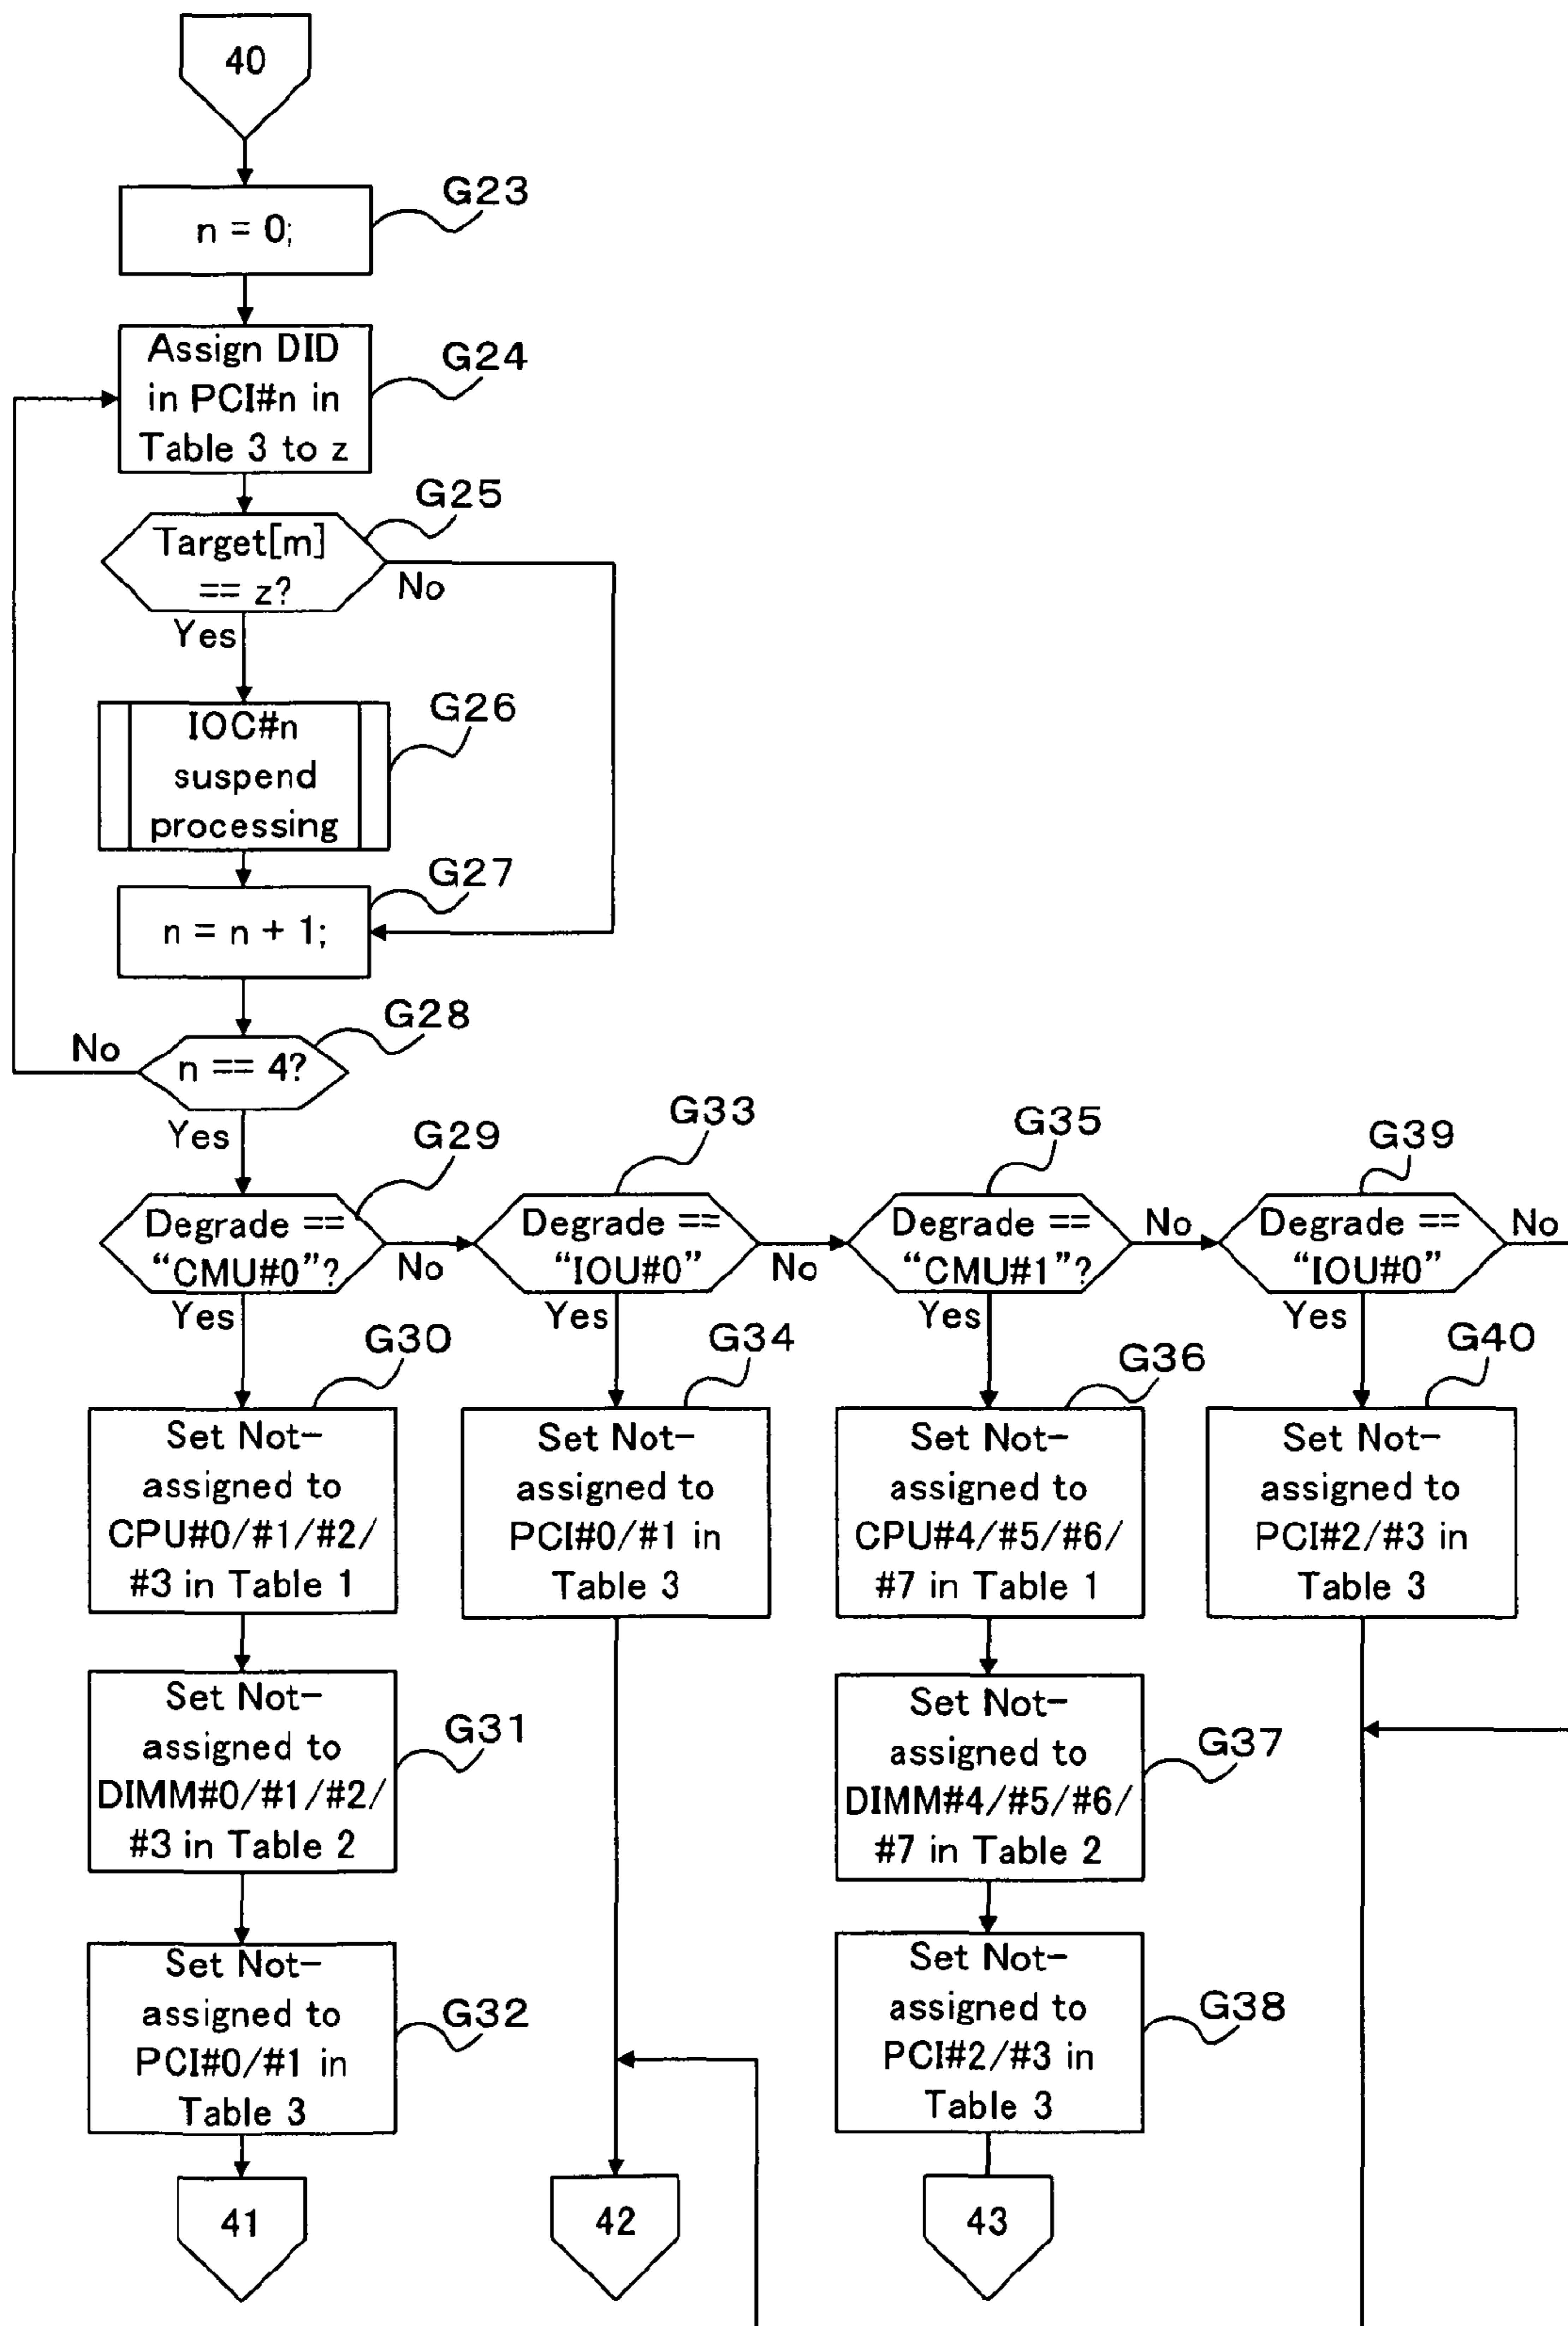 40
G23
n = 0;
G24
Assign DID
in PCI#n in
Table 3 to z
G25
Target[m]
== z?
No
Yes
G26
IOC#n
suspend
processing
G27
n = n + 1;
G28
No
n == 4?
Yes
G29
G33
G35
G39
Degrade ==
“CMU#0”?
No
Degrade ==
“IOU#0”
No
Degrade ==
“CMU#1”?
No
Degrade ==
“IOU#0”
No
Yes
Yes
Yes
Yes
G30
G34
G36
G40
Set Not-
assigned to
CPU#0/#1/#2/
#3 in Table 1
Set Not-
assigned to
PCI#0/#1 in
Table 3
Set Not-
assigned to
CPU#4/#5/#6/
#7 in Table 1
Set Not-
assigned to
PCI#2/#3 in
Table 3
G31
Set Not-
assigned to
DIMM#0/#1/#2/
#3 in Table 2
G37
Set Not-
assigned to
DIMM#4/#5/#6/
#7 in Table 2
G32
Set Not-
assigned to
PCI#0/#1 in
Table 3
G38
Set Not-
assigned to
PCI#2/#3 in
Table 3
41
42
43